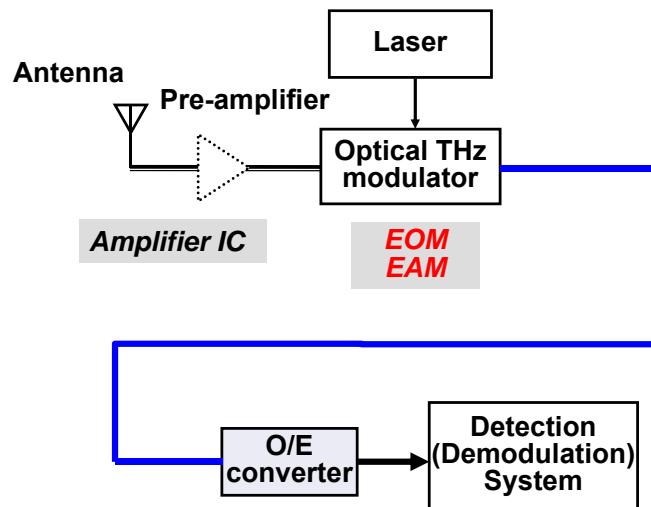 Laser
Antenna
Pre-amplifier
Optical THz
modulator
Amplifier IC
EOM
EAM
O/E
converter
Detection
(Demodulation)
System